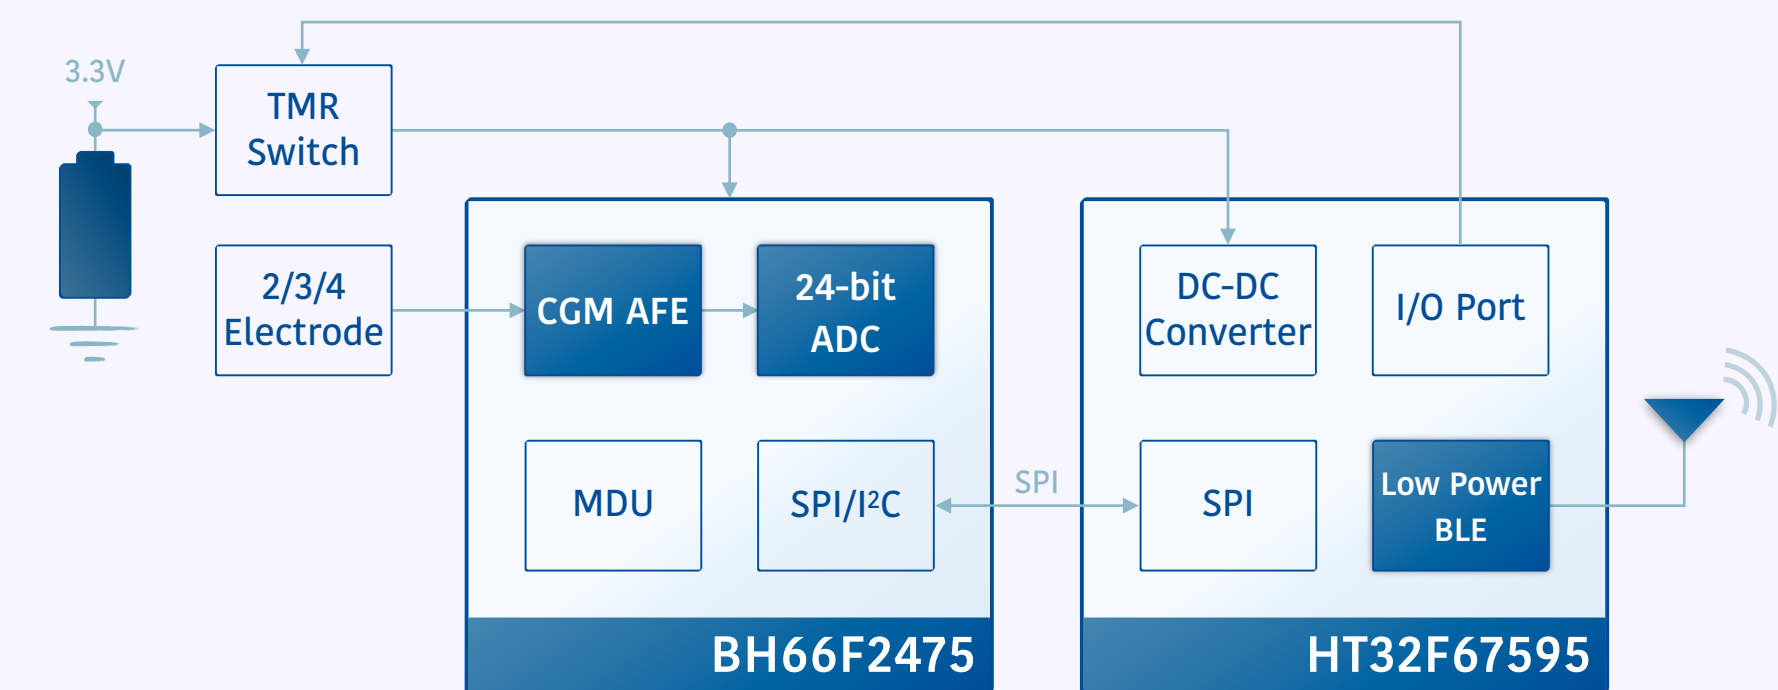 3.3V
TMR
Switch
2/3/4
Electrode
CGM AFE
24-bit
ADC
MDU
SPI/I²C
BH66F2475
SPI
DC-DC
Converter
I/O Port
SPI
Low Power
BLE
HT32F67595